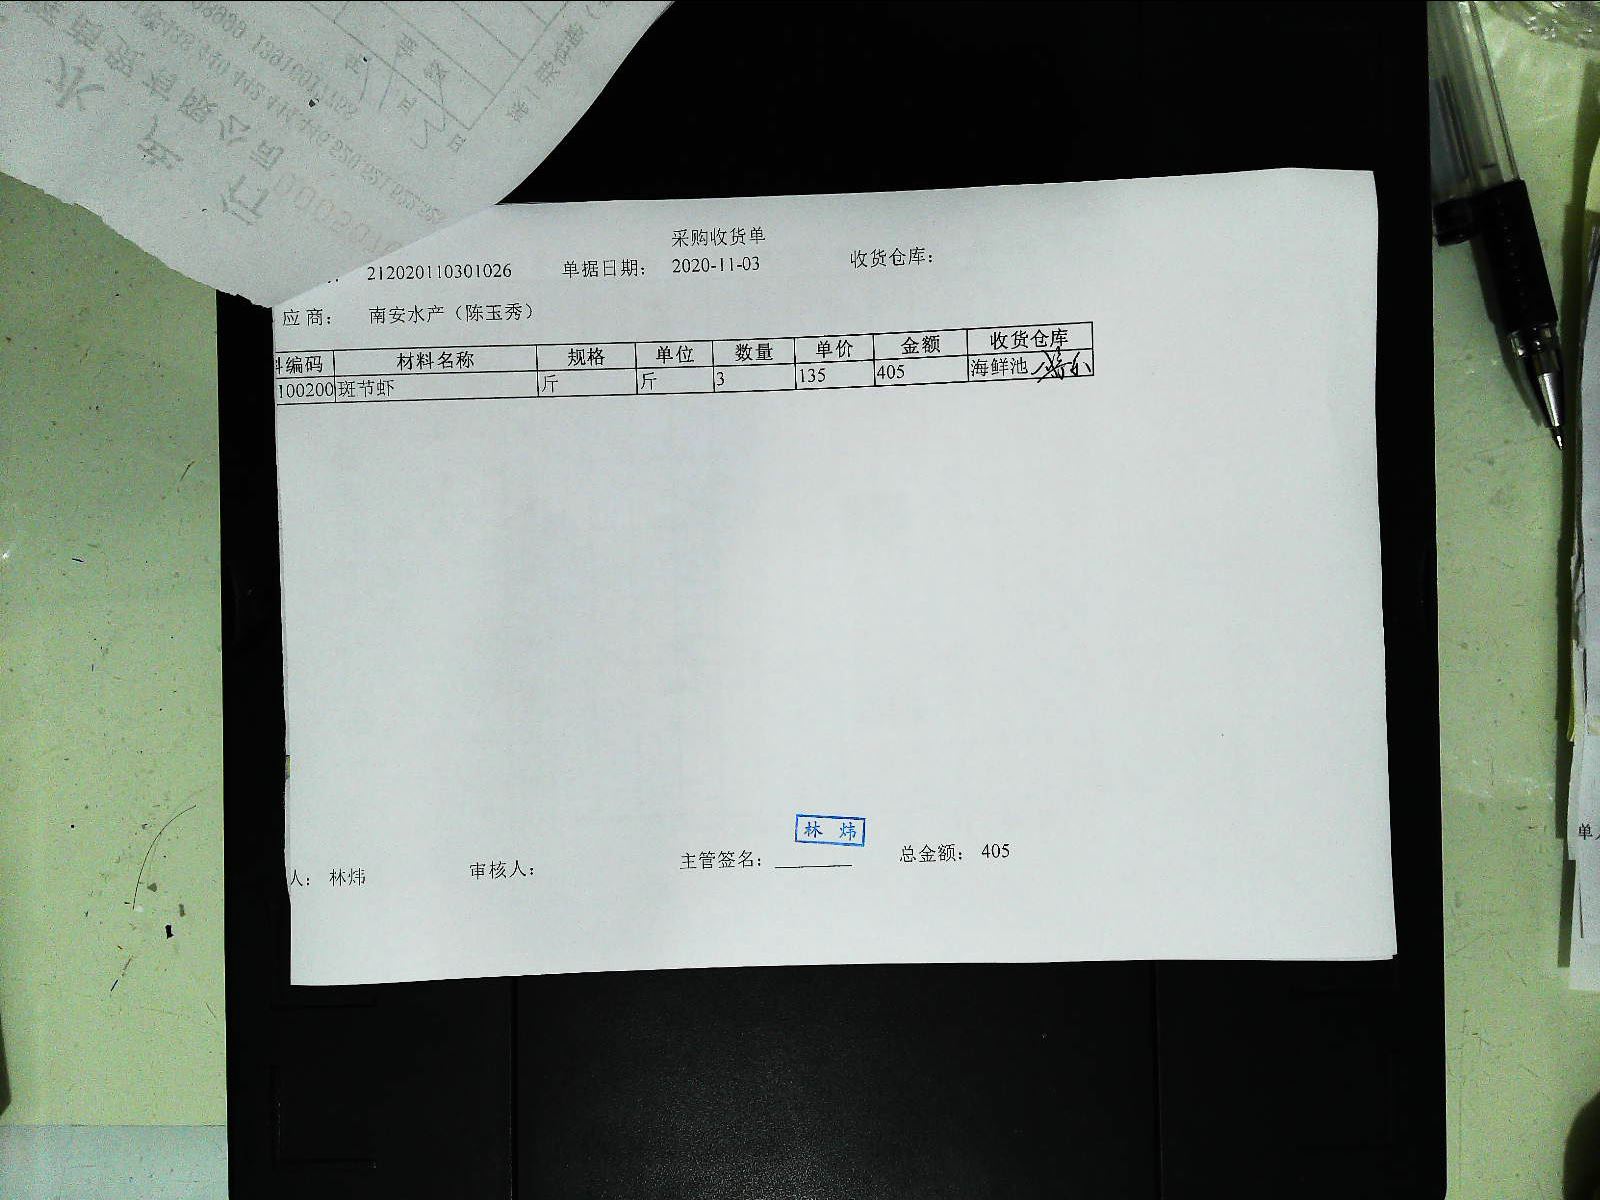 采购收货单
212020110301026 单据日期: 2020-11-03 收货仓库:
应商: 南安水产（陈玉秀）
编码 材料名称 规格 单位 数量 单价 金额 收货仓库
100200 斑节虾 斤 斤 3 135 405 海鲜池
林 炜
人: 林炜 审核人: 主管签名: 总金额: 405